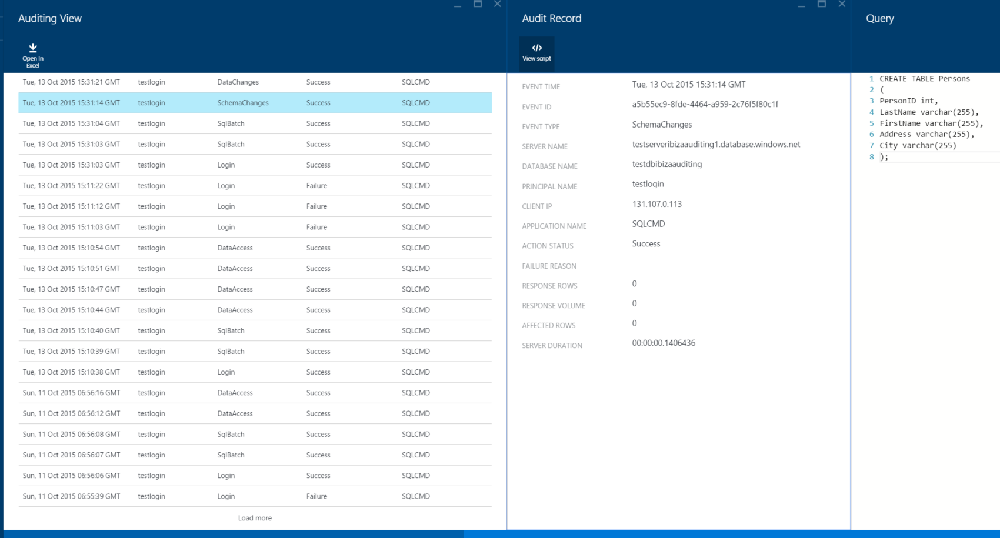 Auditing View
Open in
Excel
Tue, 13 Oct 2015 15:31:21 GMT testlogin DataChanges Success SQLCMD
Tue, 13 Oct 2015 15:31:14 GMT testlogin SchemaChanges Success SQLCMD
Tue, 13 Oct 2015 15:31:04 GMT testlogin SqlBatch Success SQLCMD
Tue, 13 Oct 2015 15:31:03 GMT testlogin SqlBatch Success SQLCMD
Tue, 13 Oct 2015 15:31:03 GMT testlogin Login Success SQLCMD
Tue, 13 Oct 2015 15:11:22 GMT testlogin Login Failure SQLCMD
Tue, 13 Oct 2015 15:11:12 GMT testlogin Login Failure SQLCMD
Tue, 13 Oct 2015 15:11:03 GMT testlogin Login Failure SQLCMD
Tue, 13 Oct 2015 15:10:54 GMT testlogin DataAccess Success SQLCMD
Tue, 13 Oct 2015 15:10:51 GMT testlogin DataAccess Success SQLCMD
Tue, 13 Oct 2015 15:10:47 GMT testlogin DataAccess Success SQLCMD
Tue, 13 Oct 2015 15:10:44 GMT testlogin DataAccess Success SQLCMD
Tue, 13 Oct 2015 15:10:40 GMT testlogin SqlBatch Success SQLCMD
Tue, 13 Oct 2015 15:10:39 GMT testlogin SqlBatch Success SQLCMD
Tue, 13 Oct 2015 15:10:38 GMT testlogin Login Success SQLCMD
Sun, 11 Oct 2015 06:56:16 GMT testlogin DataAccess Success SQLCMD
Sun, 11 Oct 2015 06:56:12 GMT testlogin DataAccess Success SQLCMD
Sun, 11 Oct 2015 06:56:08 GMT testlogin SqlBatch Success SQLCMD
Sun, 11 Oct 2015 06:56:07 GMT testlogin SqlBatch Success SQLCMD
Sun, 11 Oct 2015 06:56:06 GMT testlogin Login Success SQLCMD
Sun, 11 Oct 2015 06:55:39 GMT testlogin Login Failure SQLCMD
Load more
Audit Record
View script
EVENT TIME Tue, 13 Oct 2015 15:31:14 GMT
EVENT ID a5b55ec9-8fde-4464-a959-2c76f5f80c1f
EVENT TYPE SchemaChanges
SERVER NAME testserveribizaauditing1.database.windows.net
DATABASE NAME testdbibizaauditing
PRINCIPAL NAME testlogin
CLIENT IP 131.107.0.113
APPLICATION NAME SQLCMD
ACTION STATUS Success
FAILURE REASON
RESPONSE ROWS 0
RESPONSE VOLUME 0
AFFECTED ROWS 0
SERVER DURATION 00:00:00.1406436
Query
1 CREATE TABLE Persons
2 (
3 PersonID int,
4 LastName varchar(255),
5 FirstName varchar(255),
6 Address varchar(255),
7 City varchar(255)
8 );